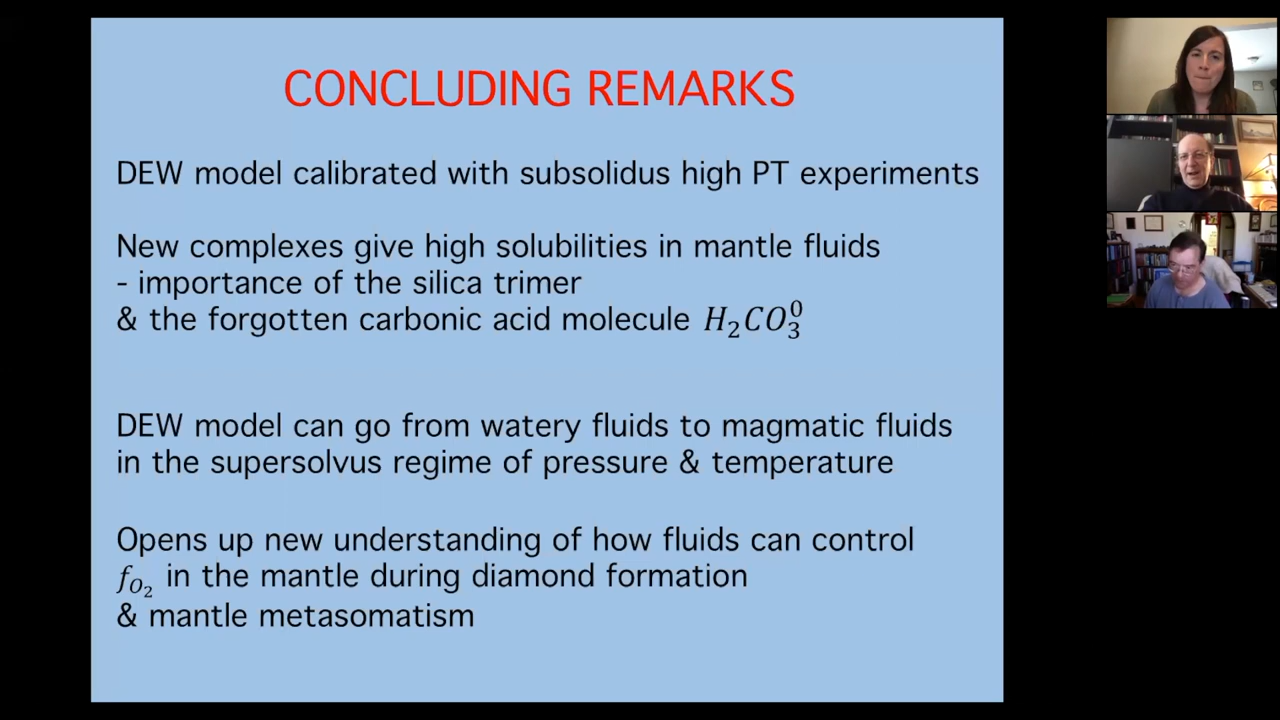 CONCLUDING REMARKS
DEW model calibrated with subsolidus high PT experiments
New complexes give high solubilities in mantle fluids
- importance of the silica trimer
& the forgotten carbonic acid molecule H₂CO₃⁰
DEW model can go from watery fluids to magmatic fluids
in the supersolvus regime of pressure & temperature
Opens up new understanding of how fluids can control
f_O₂ in the mantle during diamond formation
& mantle metasomatism